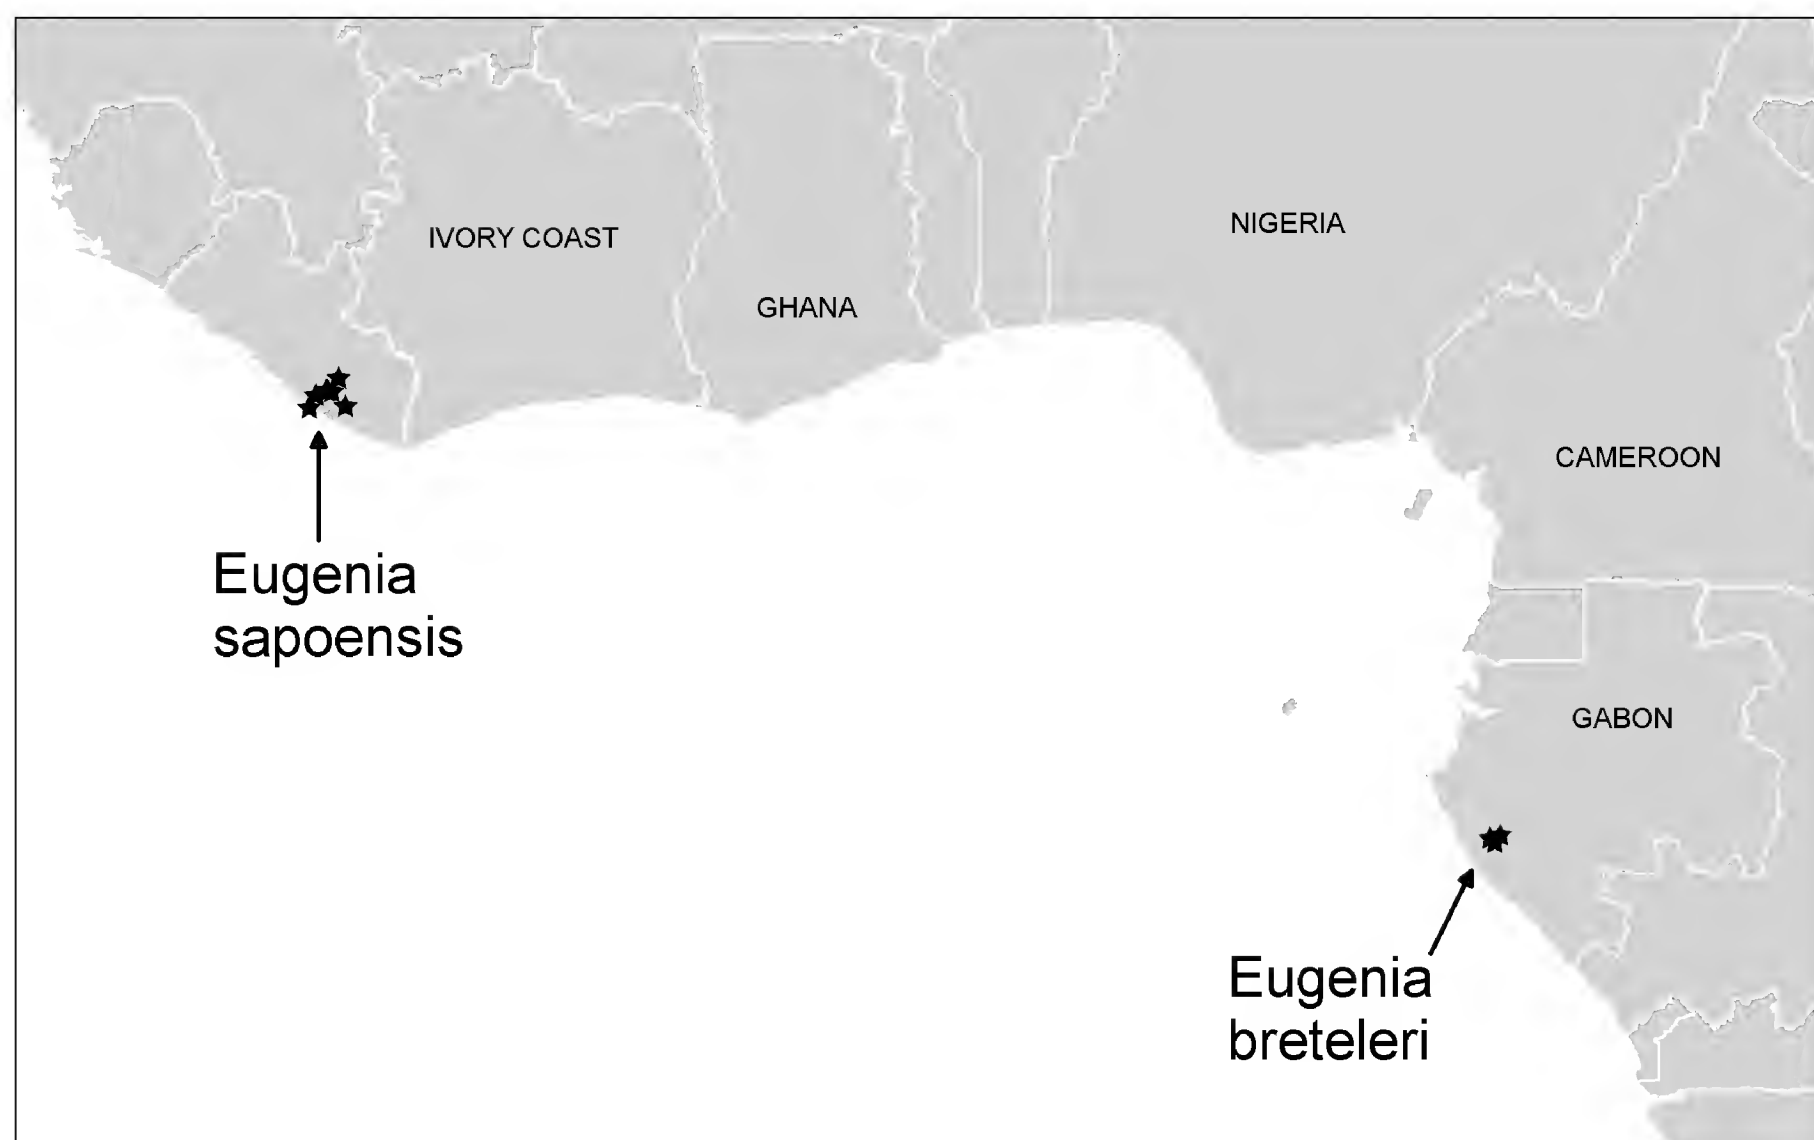 NIGERIA
IVORY COAST
GHANA
CAMEROON
Eugenia
sapoensis
GABON
Eugenia
breteleri